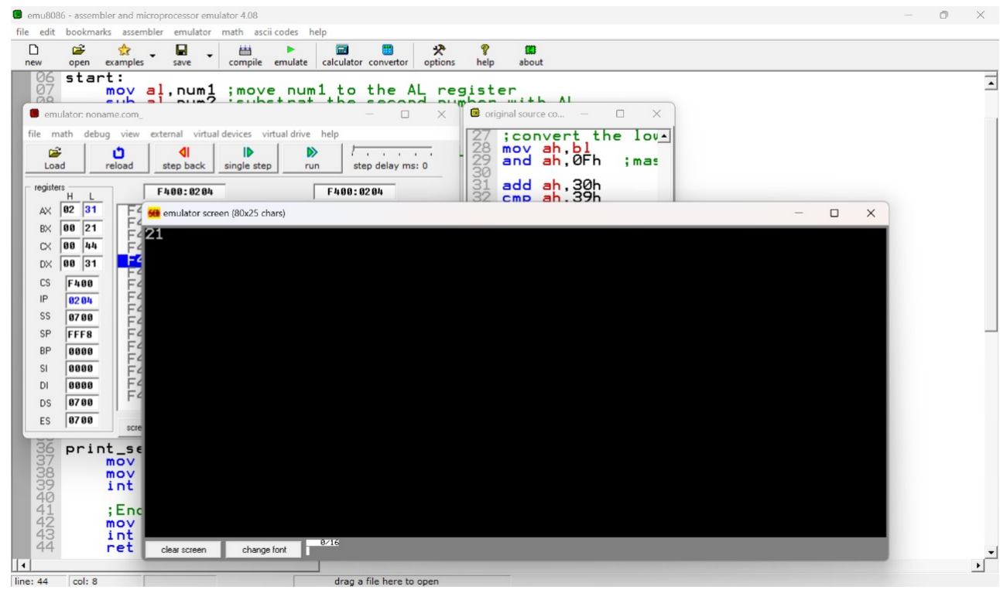 emu8086 - assembler and microprocessor emulator 4.08
file edit bookmarks assembler emulator math ascii codes help
new open examples save compile emulate calculator convertor options help about
06 start:
07 mov al,num1 ;move num1 to the AL register
08 sub al num2 ;substrat the second number with AL
emulator: noname.com_
file math debug view external virtual devices virtual drive help
Load reload step back single step run step delay ms: 0
registers
H L
F400:0204 F400:0204
AX 02 31
BX 00 21
CX 00 44
DX 00 31
CS F400
IP 0204
SS 0700
SP FFF8
BP 0000
SI 0000
DI 0000
DS 0700
ES 0700
scre
original source co...
27 ;convert the low
28 mov ah,bl
29 and ah,0Fh ;mas
30
31 add ah,30h
32 cmp ah,39h
emulator screen (80x25 chars)
21
clear screen change font 0/16
36 print_se
37 mov
38 mov
39 int
40
41 ;End
42 mov
43 int
44 ret
line: 44 col: 8 drag a file here to open